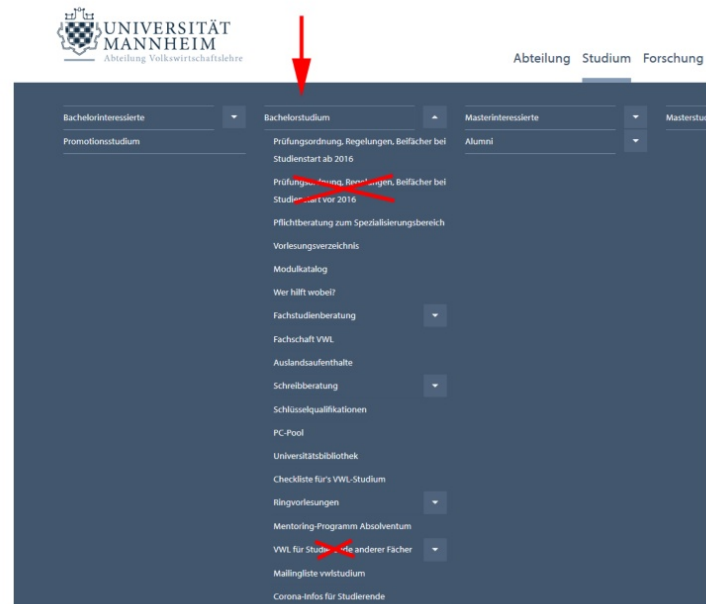 UNIVERSITÄT
MANNHEIM
Abteilung Volkswirtschaftslehre
Abteilung Studium Forschung
Bachelorinteressierte
Promotionsstudium
Bachelorstudium
Prüfungsordnung, Regelungen, Beifächer bei
Studienstart ab 2016
Prüfungsordnung, Regelungen, Beifächer bei
Studienstart vor 2016
Pflichtberatung zum Spezialisierungsbereich
Vorlesungsverzeichnis
Modulkatalog
Wer hilft wobei?
Fachstudienberatung
Fachschaft VWL
Auslandsaufenthalte
Schreibberatung
Schlüsselqualifikationen
PC-Pool
Universitätsbibliothek
Checkliste für's VWL-Studium
Ringvorlesungen
Mentoring-Programm Absolventum
VWL für Studierende anderer Fächer
Mailingliste vwlstudium
Corona-Infos für Studierende
Masterinteressierte
Alumni
Masterstu